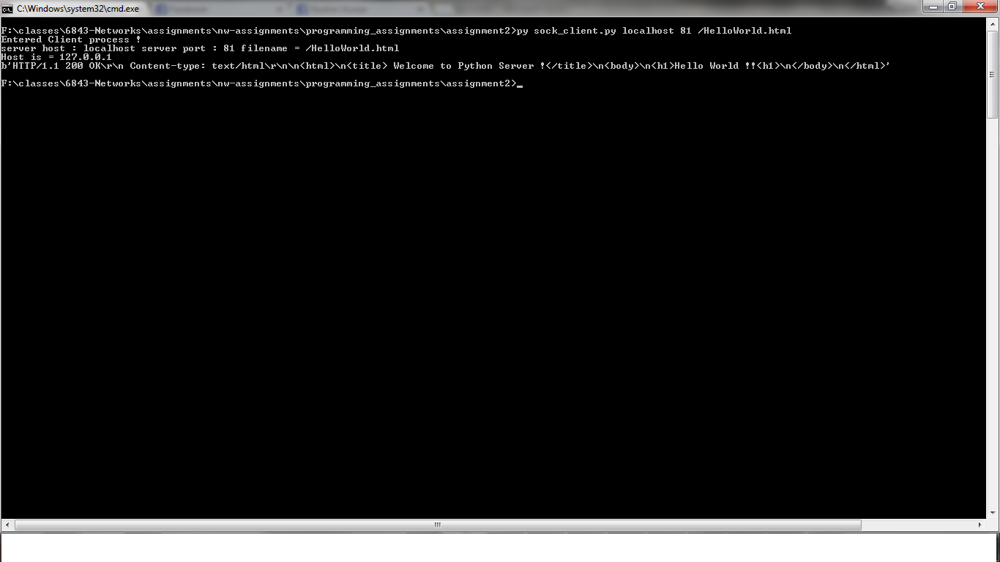 C:\Windows\system32\cmd.exe
F:\classes\6843-Networks\assignments\nw-assignments\programming_assignments\assignment2>py sock_client.py localhost 81 /HelloWorld.html
Entered Client process !
server host : localhost server port : 81 filename = /HelloWorld.html
Host is = 127.0.0.1
b'HTTP/1.1 200 OK\r\n Content-type: text/html\r\n\n<html>\n<title> Welcome to Python Server !</title>\n<body>\n<h1>Hello World !!<h1>\n</body>\n</html>'
F:\classes\6843-Networks\assignments\nw-assignments\programming_assignments\assignment2>_